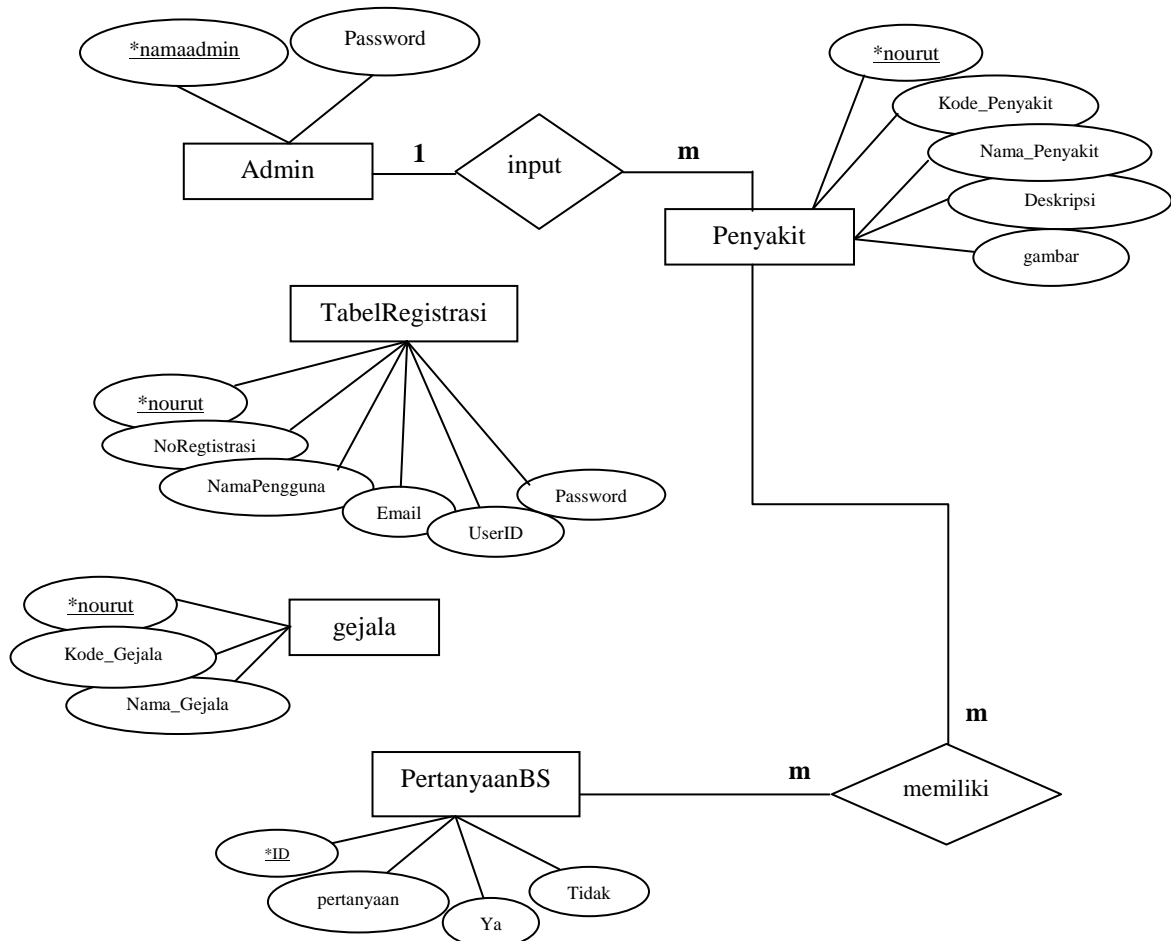 *namaadmin
Password
*nourut
Kode_Penyakit
Admin
1
input
m
Nama_Penyakit
Deskripsi
Penyakit
gambar
TabelRegistrasi
*nourut
NoRegtistrasi
NamaPengguna
Email
UserID
Password
*nourut
Kode_Gejala
Nama_Gejala
gejala
m
PertanyaanBS
m
memiliki
*ID
pertanyaan
Ya
Tidak